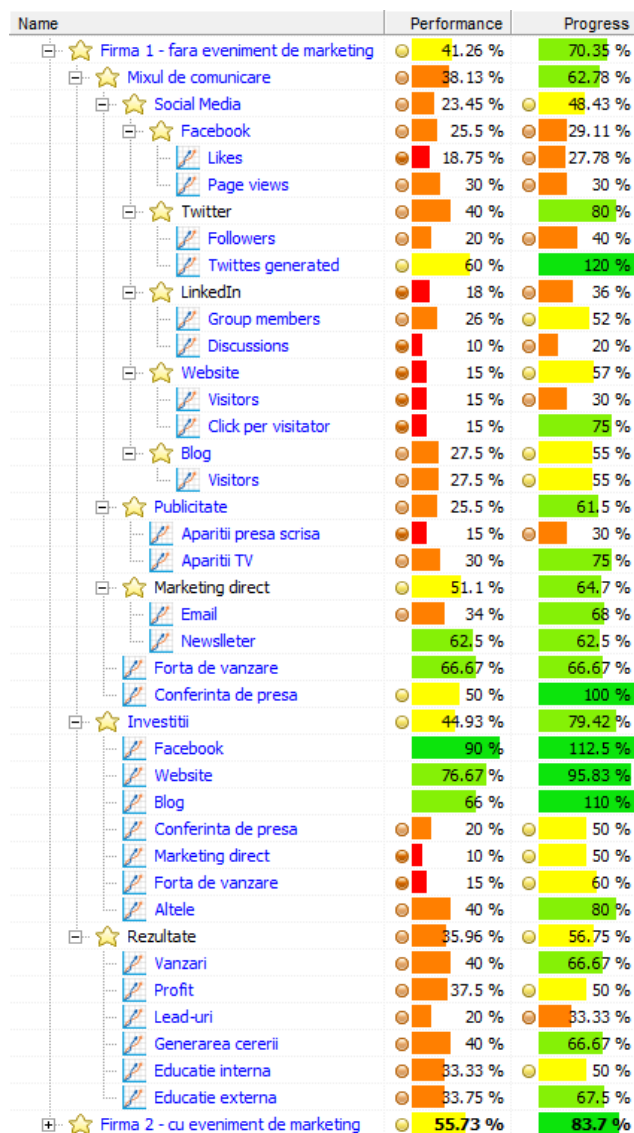 Name Performance Progress
Firma 1 - fara eveniment de marketing 41.26 % 70.35 %
Mixul de comunicare 38.13 % 62.78 %
Social Media 23.45 % 48.43 %
Facebook 25.5 % 29.11 %
Likes 18.75 % 27.78 %
Page views 30 % 30 %
Twitter 40 % 80 %
Followers 20 % 40 %
Twittes generated 60 % 120 %
LinkedIn 18 % 36 %
Group members 26 % 52 %
Discussions 10 % 20 %
Website 15 % 57 %
Visitors 15 % 30 %
Click per visitator 15 % 75 %
Blog 27.5 % 55 %
Visitors 27.5 % 55 %
Publicitate 25.5 % 61.5 %
Aparitii presa scrisa 15 % 30 %
Aparitii TV 30 % 75 %
Marketing direct 51.1 % 64.7 %
Email 34 % 68 %
Newslleter 62.5 % 62.5 %
Forta de vanzare 66.67 % 66.67 %
Conferinta de presa 50 % 100 %
Investitii 44.93 % 79.42 %
Facebook 90 % 112.5 %
Website 76.67 % 95.83 %
Blog 66 % 110 %
Conferinta de presa 20 % 50 %
Marketing direct 10 % 50 %
Forta de vanzare 15 % 60 %
Altele 40 % 80 %
Rezultate 35.96 % 56.75 %
Vanzari 40 % 66.67 %
Profit 37.5 % 50 %
Lead-uri 20 % 33.33 %
Generarea cererii 40 % 66.67 %
Educatie interna 33.33 % 50 %
Educatie externa 33.75 % 67.5 %
Firma 2 - cu eveniment de marketing 55.73 % 83.7 %